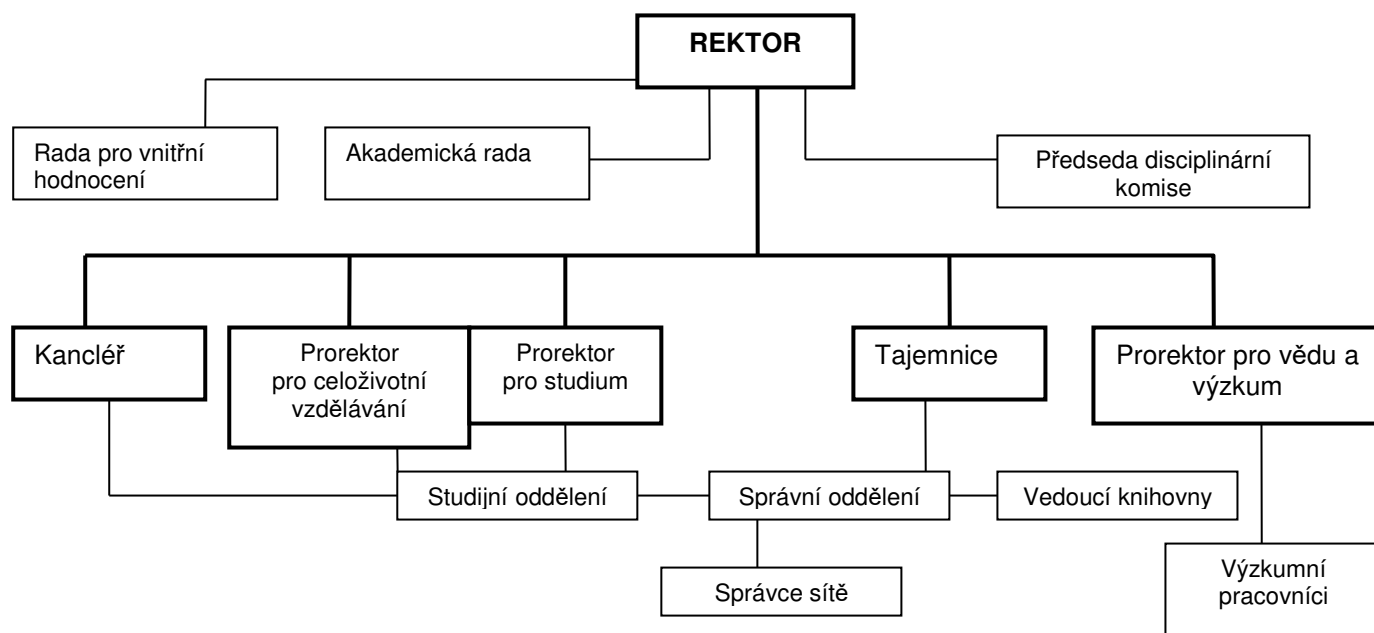 REKTOR
Rada pro vnitřní
hodnocení
Akademická rada
Předseda disciplinární
komise
Kancléř
Prorektor
pro celoživotní
vzdělávání
Prorektor
pro studium
Tajemnice
Prorektor pro vědu a
výzkum
Studijní oddělení
Správní oddělení
Vedoucí knihovny
Správce sítě
Výzkumní
pracovníci